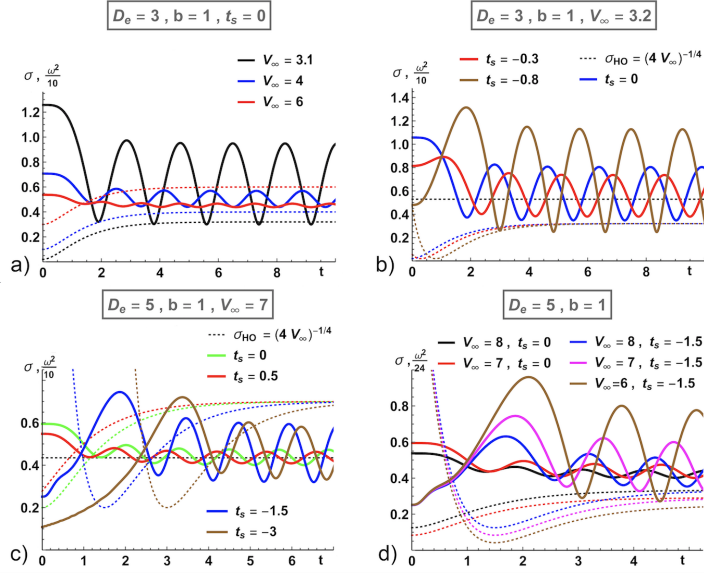 D_e = 3 , b = 1 , t_s = 0
σ , ω²/10
V_∞ = 3.1
V_∞ = 4
V_∞ = 6
1.2
1.0
0.8
0.6
0.4
0.2
0 2 4 6 8 t
a)
D_e = 3 , b = 1 , V_∞ = 3.2
σ , ω²/10
t_s = −0.3
t_s = −0.8
σ_HO = (4 V_∞)^−1/4
t_s = 0
1.4
1.2
1.0
0.8
0.6
0.4
0.2
0 2 4 6 8 t
b)
D_e = 5 , b = 1 , V_∞ = 7
σ , ω²/10
σ_HO = (4 V_∞)^−1/4
t_s = 0
t_s = 0.5
0.6
0.4
0.2
t_s = −1.5
t_s = −3
0 1 2 3 4 5 6 t
c)
D_e = 5 , b = 1
σ , ω²/24
V_∞ = 8 , t_s = 0
V_∞ = 7 , t_s = 0
V_∞ = 8 , t_s = −1.5
V_∞ = 7 , t_s = −1.5
V_∞=6 , t_s = −1.5
0.8
0.6
0.4
0.2
0 1 2 3 4 5 t
d)